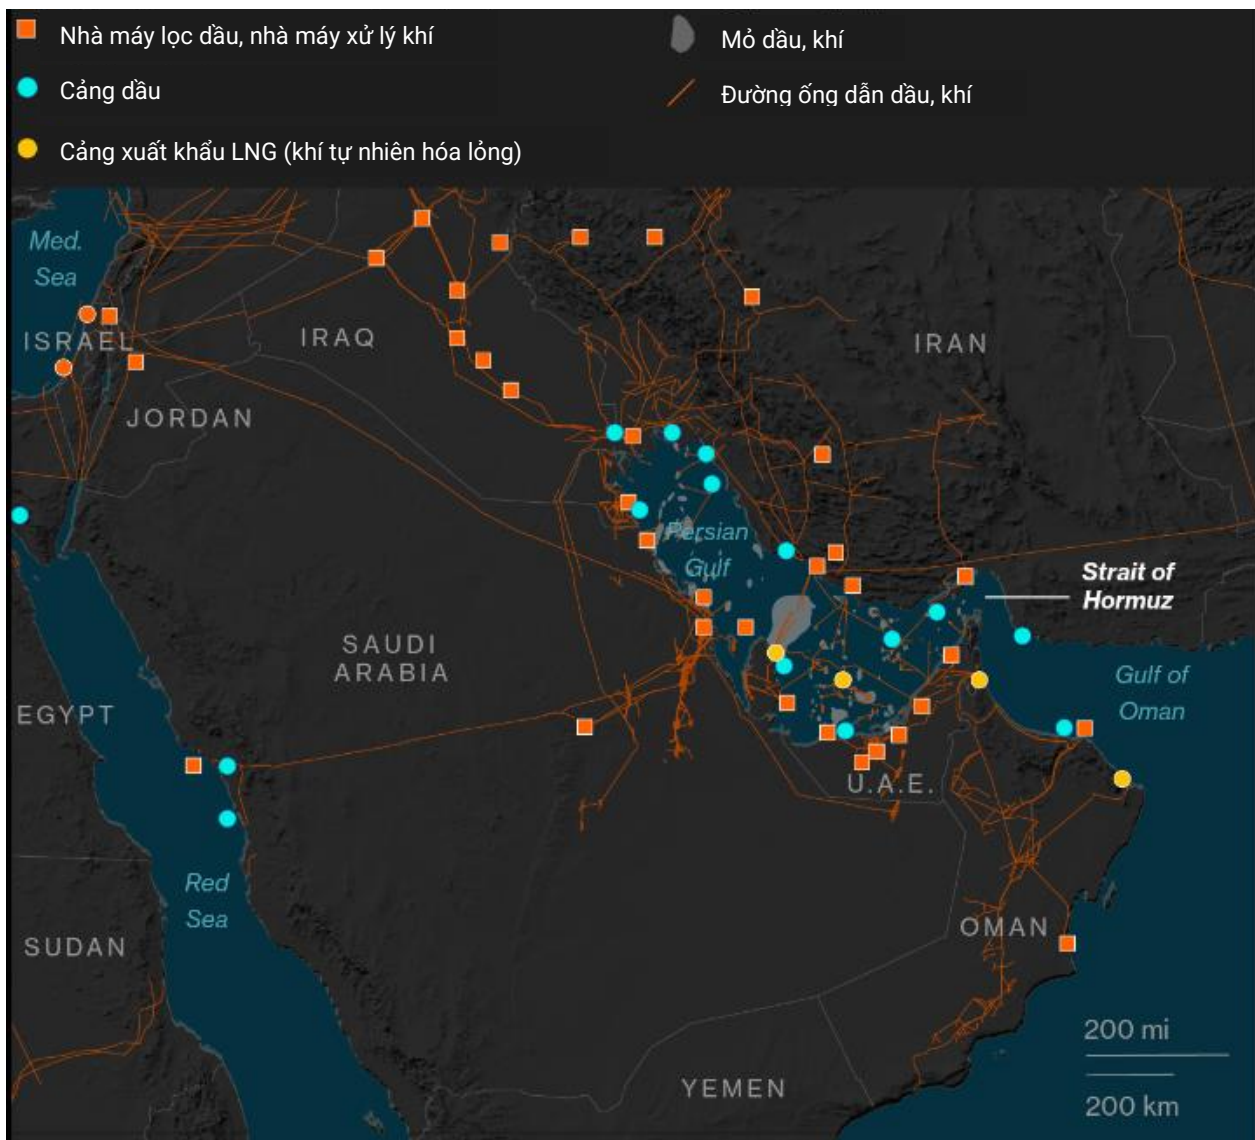 Nhà máy lọc dầu, nhà máy xử lý khí
Mỏ dầu, khí
Cảng dầu
Đường ống dẫn dầu, khí
Cảng xuất khẩu LNG (khí tự nhiên hóa lỏng)
Med.
Sea
ISRAEL
IRAQ
IRAN
JORDAN
Persian
Gulf
Strait of
Hormuz
SAUDI
ARABIA
EGYPT
Gulf of
Oman
U.A.E.
Red
Sea
SUDAN
OMAN
200 mi
YEMEN
200 km